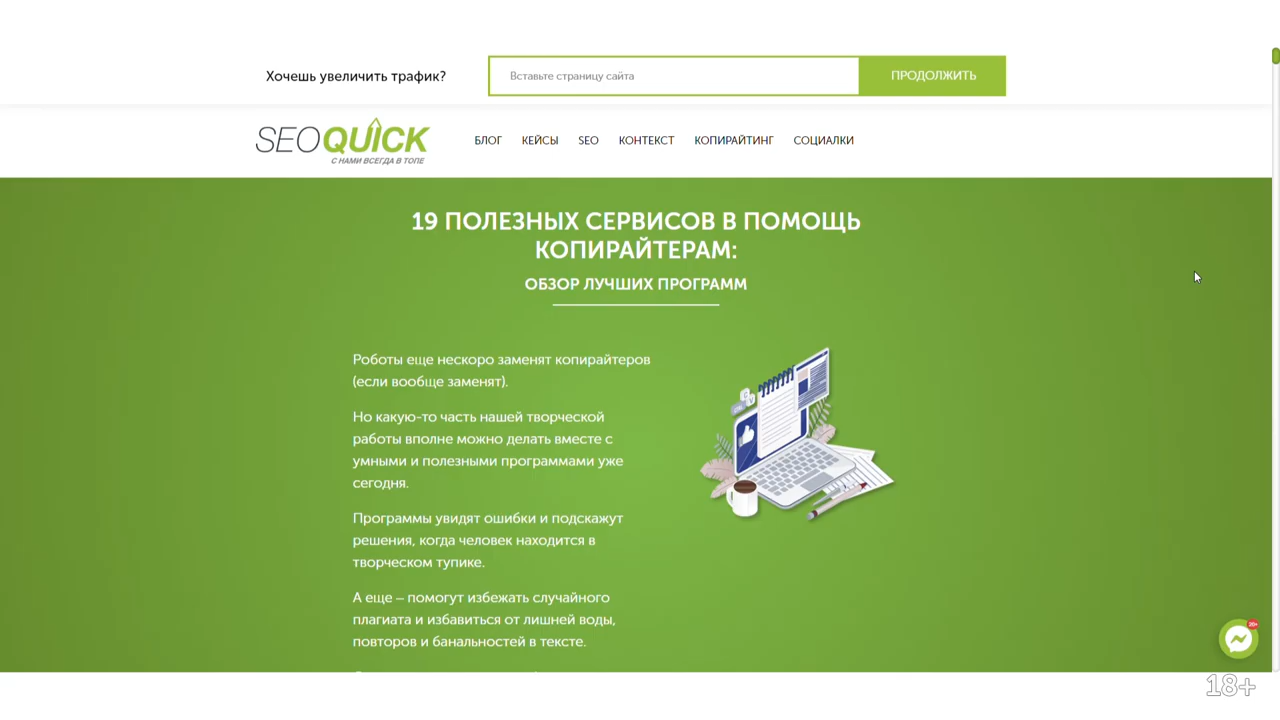 Хочешь увеличить трафик?
Вставьте страницу сайта
ПРОДОЛЖИТЬ
SEOQUICK
С НАМИ ВСЕГДА В ТОПЕ
БЛОГ КЕЙСЫ SEO КОНТЕКСТ КОПИРАЙТИНГ СОЦИАЛКИ
19 ПОЛЕЗНЫХ СЕРВИСОВ В ПОМОЩЬ
КОПИРАЙТЕРАМ:
ОБЗОР ЛУЧШИХ ПРОГРАММ
Роботы еще нескоро заменят копирайтеров
(если вообще заменят).
Но какую-то часть нашей творческой
работы вполне можно делать вместе с
умными и полезными программами уже
сегодня.
Программы увидят ошибки и подскажут
решения, когда человек находится в
творческом тупике.
А еще – помогут избежать случайного
плагиата и избавиться от лишней воды,
повторов и банальностей в тексте.
20+
18+